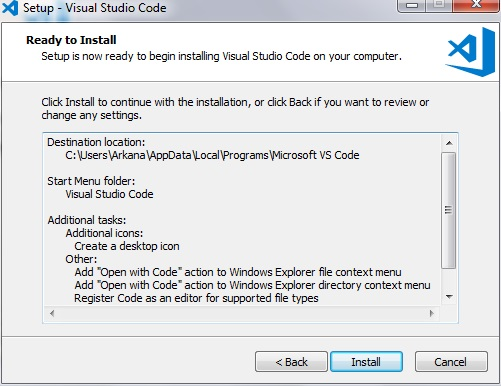 Setup - Visual Studio Code
Ready to Install
Setup is now ready to begin installing Visual Studio Code on your computer.
Click Install to continue with the installation, or click Back if you want to review or
change any settings.
Destination location:
C:\Users\Arkana\AppData\Local\Programs\Microsoft VS Code
Start Menu folder:
Visual Studio Code
Additional tasks:
Additional icons:
Create a desktop icon
Other:
Add "Open with Code" action to Windows Explorer file context menu
Add "Open with Code" action to Windows Explorer directory context menu
Register Code as an editor for supported file types
< Back
Install
Cancel